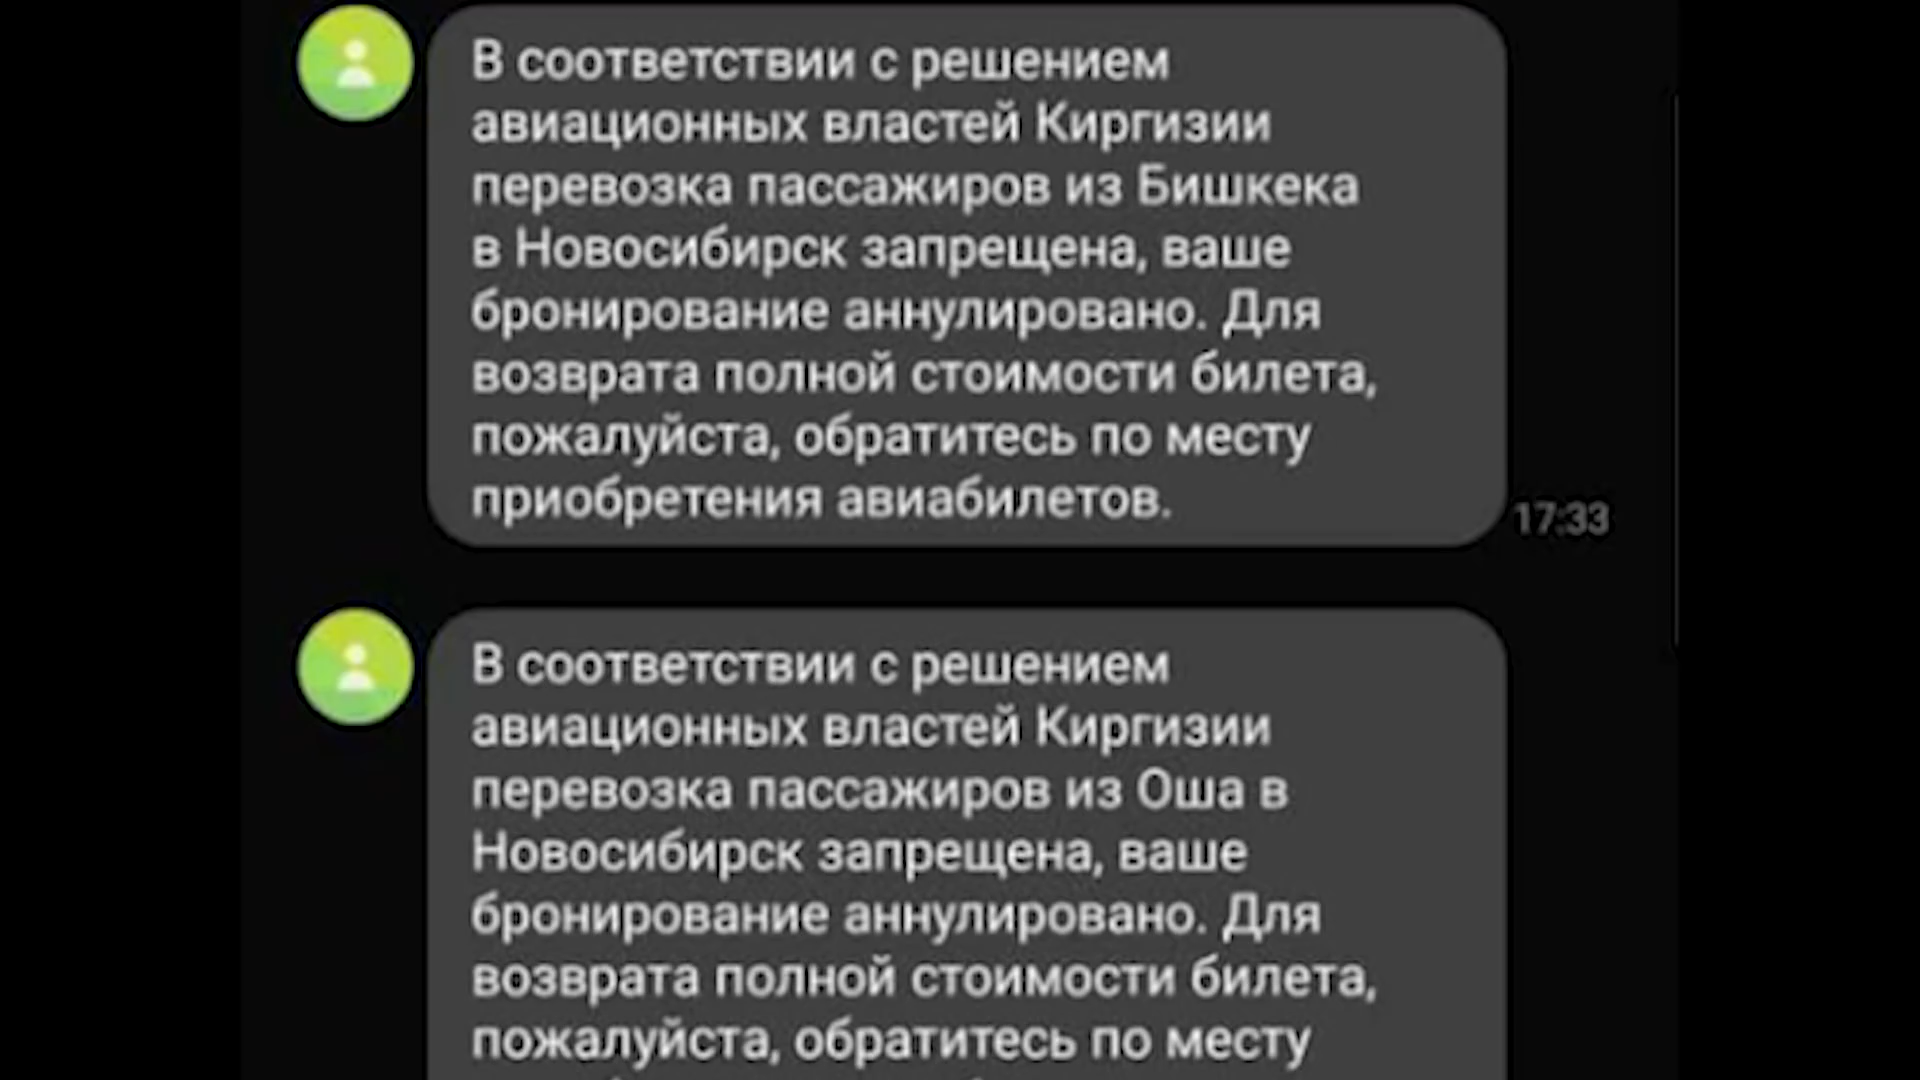 В соответствии с решением
авиационных властей Киргизии
перевозка пассажиров из Бишкека
в Новосибирск запрещена, ваше
бронирование аннулировано. Для
возврата полной стоимости билета,
пожалуйста, обратитесь по месту
приобретения авиабилетов.
17:33
В соответствии с решением
авиационных властей Киргизии
перевозка пассажиров из Оша в
Новосибирск запрещена, ваше
бронирование аннулировано. Для
возврата полной стоимости билета,
пожалуйста, обратитесь по месту